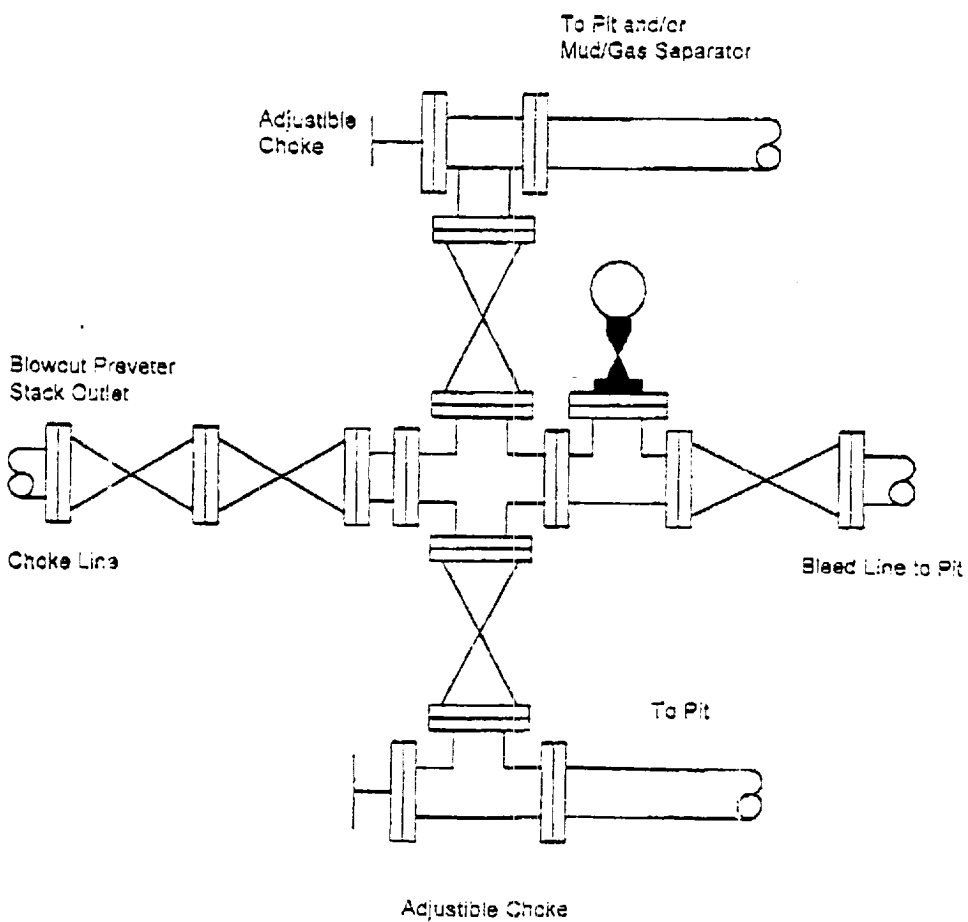 To Pit and/or
Mud/Gas Separator
Adjustible
Choke
Blowout Preveter
Stack Outlet
Choke Line
Bleed Line to Pit
To Pit
Adjustible Choke